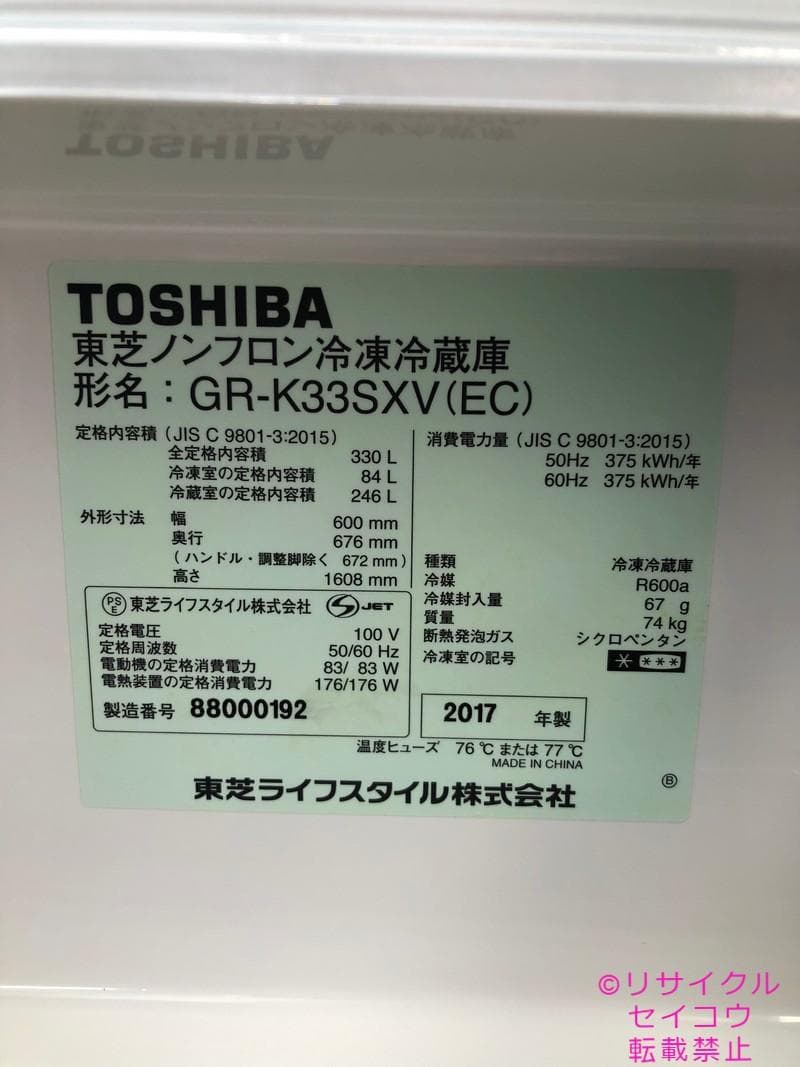 TOSHIBA
TOSHIBA
東芝ノンフロン冷凍冷蔵庫
形名：GR-K33SXV(EC)
定格内容積（JIS C 9801-3:2015）
全定格内容積 330 L
冷凍室の定格内容積 84 L
冷蔵室の定格内容積 246 L
外形寸法 幅 600 mm
奥行 676 mm
（ハンドル・調整脚除く 672 mm）
高さ 1608 mm
消費電力量（JIS C 9801-3:2015）
50Hz 375 kWh/年
60Hz 375 kWh/年
種類 冷凍冷蔵庫
冷媒 R600a
冷媒封入量 67 g
質量 74 kg
断熱発泡ガス シクロペンタン
冷凍室の記号 * ***
PS E 東芝ライフスタイル株式会社 S JET
定格電圧 100 V
定格周波数 50/60 Hz
電動機の定格消費電力 83/ 83 W
電熱装置の定格消費電力 176/176 W
製造番号 88000192
2017 年製
温度ヒューズ 76 ℃ または 77 ℃
MADE IN CHINA
東芝ライフスタイル株式会社
Ⓑ
©リサイクル
セイコウ
転載禁止